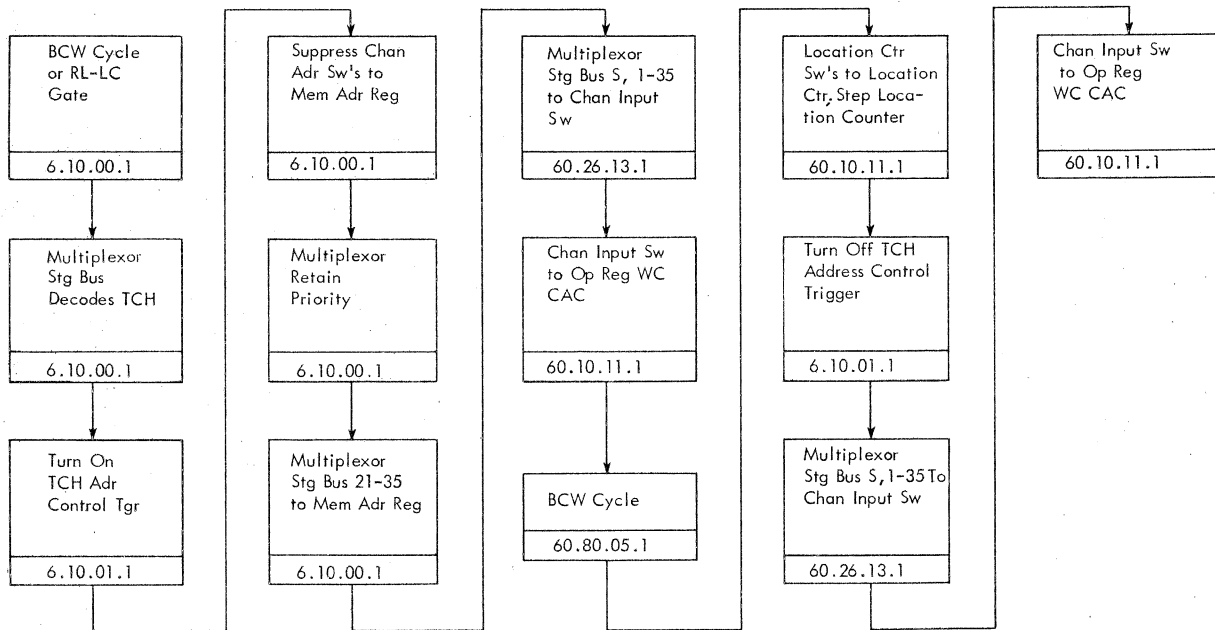 BCW Cycle
or RL-LC
Gate
6.10.00.1
Multiplexor
Stg Bus
Decodes TCH
6.10.00.1
Turn On
TCH Adr
Control Tgr
6.10.01.1
Suppress Chan
Adr Sw's to
Mem Adr Reg
6.10.00.1
Multiplexor
Retain
Priority
6.10.00.1
Multiplexor
Stg Bus 21-35
to Mem Adr Reg
6.10.00.1
Multiplexor
Stg Bus S, 1-35
to Chan Input
Sw
60.26.13.1
Chan Input Sw
to Op Reg WC
CAC
60.10.11.1
BCW Cycle
60.80.05.1
Location Ctr
Sw's to Location
Ctr. Step Loca-
tion Counter
60.10.11.1
Turn Off TCH
Address Control
Trigger
6.10.01.1
Multiplexor
Stg Bus S, 1-35 To
Chan Input Sw
60.26.13.1
Chan Input Sw
to Op Reg
WC CAC
60.10.11.1